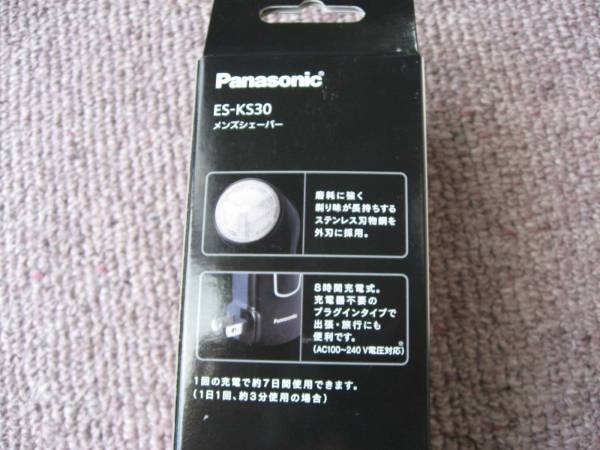 Panasonic
ES-KS30
メンズシェーバー
磨耗に強く
剃り味が長持ちする
ステンレス刃物鋼を
外刃に採用。
8時間充電式。
充電器不要の
プラグインタイプで
出張・旅行にも
便利です。
(AC100〜240V電圧対応)
Panasonic
1回の充電で約7日間使用できます。
(1日1回、約3分使用の場合)